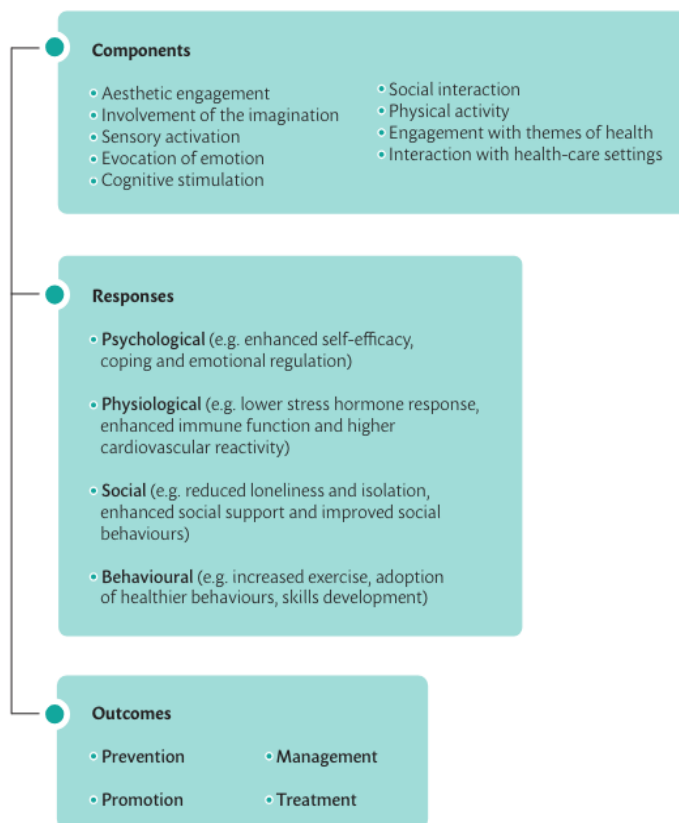 Components
• Aesthetic engagement
• Involvement of the imagination
• Sensory activation
• Evocation of emotion
• Cognitive stimulation
• Social interaction
• Physical activity
• Engagement with themes of health
• Interaction with health-care settings
Responses
• Psychological (e.g. enhanced self-efficacy,
coping and emotional regulation)
• Physiological (e.g. lower stress hormone response,
enhanced immune function and higher
cardiovascular reactivity)
• Social (e.g. reduced loneliness and isolation,
enhanced social support and improved social
behaviours)
• Behavioural (e.g. increased exercise, adoption
of healthier behaviours, skills development)
Outcomes
• Prevention
• Management
• Promotion
• Treatment